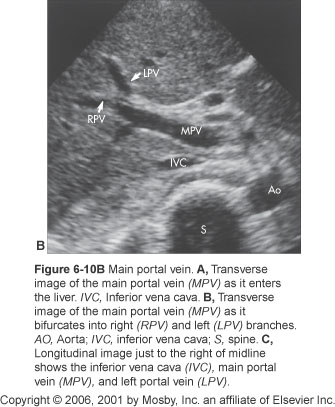 LPV
RPV
MPV
IVC
Ao
S
B
Figure 6-10B Main portal vein. A, Transverse
image of the main portal vein (MPV) as it enters
the liver. IVC, Inferior vena cava. B, Transverse
image of the main portal vein (MPV) as it
bifurcates into right (RPV) and left (LPV) branches.
AO, Aorta; IVC, inferior vena cava; S, spine. C,
Longitudinal image just to the right of midline
shows the inferior vena cava (IVC), main portal
vein (MPV), and left portal vein (LPV).
Copyright © 2006, 2001 by Mosby, Inc. an affiliate of Elsevier Inc.